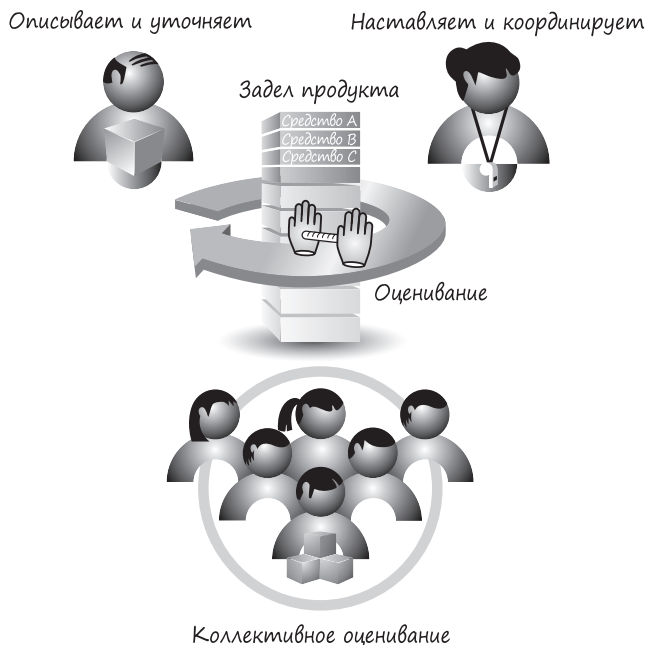 Описывает и уточняет
Наставляет и координирует
Задел продукта
Средство A
Средство B
Средство C
Оценивание
Коллективное оценивание